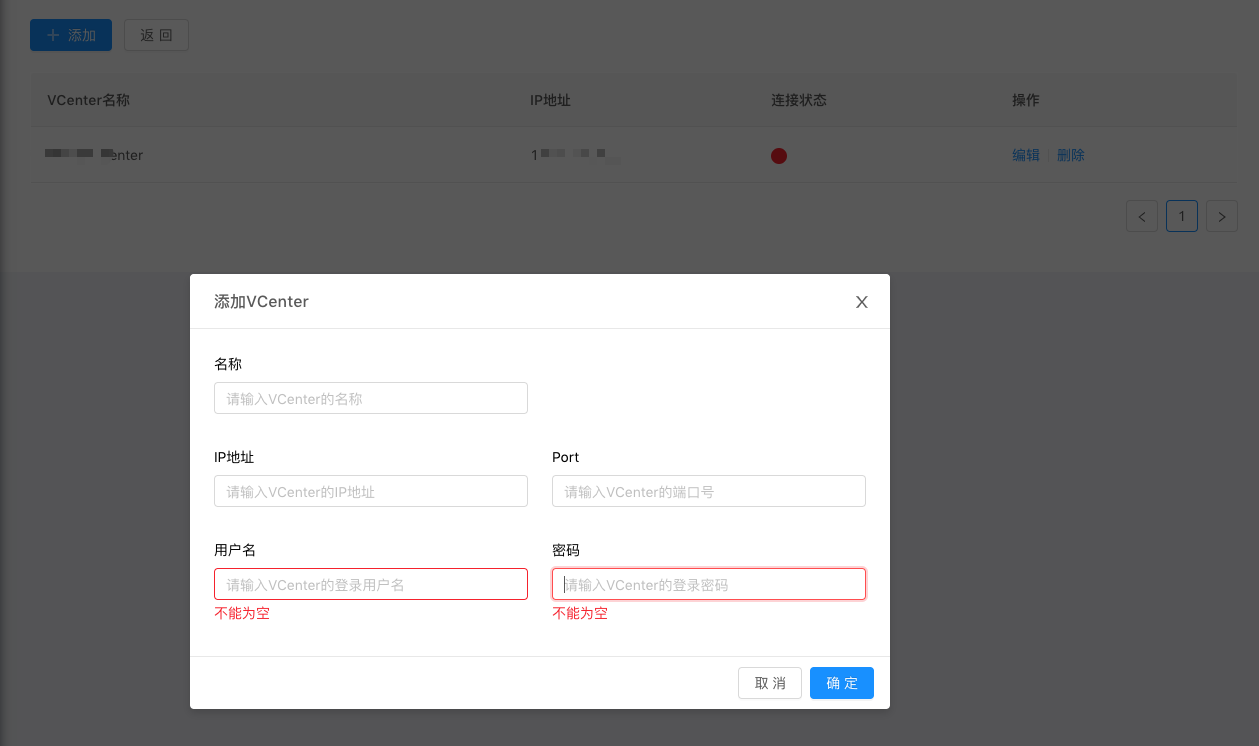 添加 返回
VCenter名称 IP地址 连接状态 操作
enter 1 编辑 删除
< 1 >
添加VCenter
名称
请输入VCenter的名称
IP地址 Port
请输入VCenter的IP地址 请输入VCenter的端口号
用户名 密码
请输入VCenter的登录用户名 请输入VCenter的登录密码
不能为空 不能为空
取消 确定